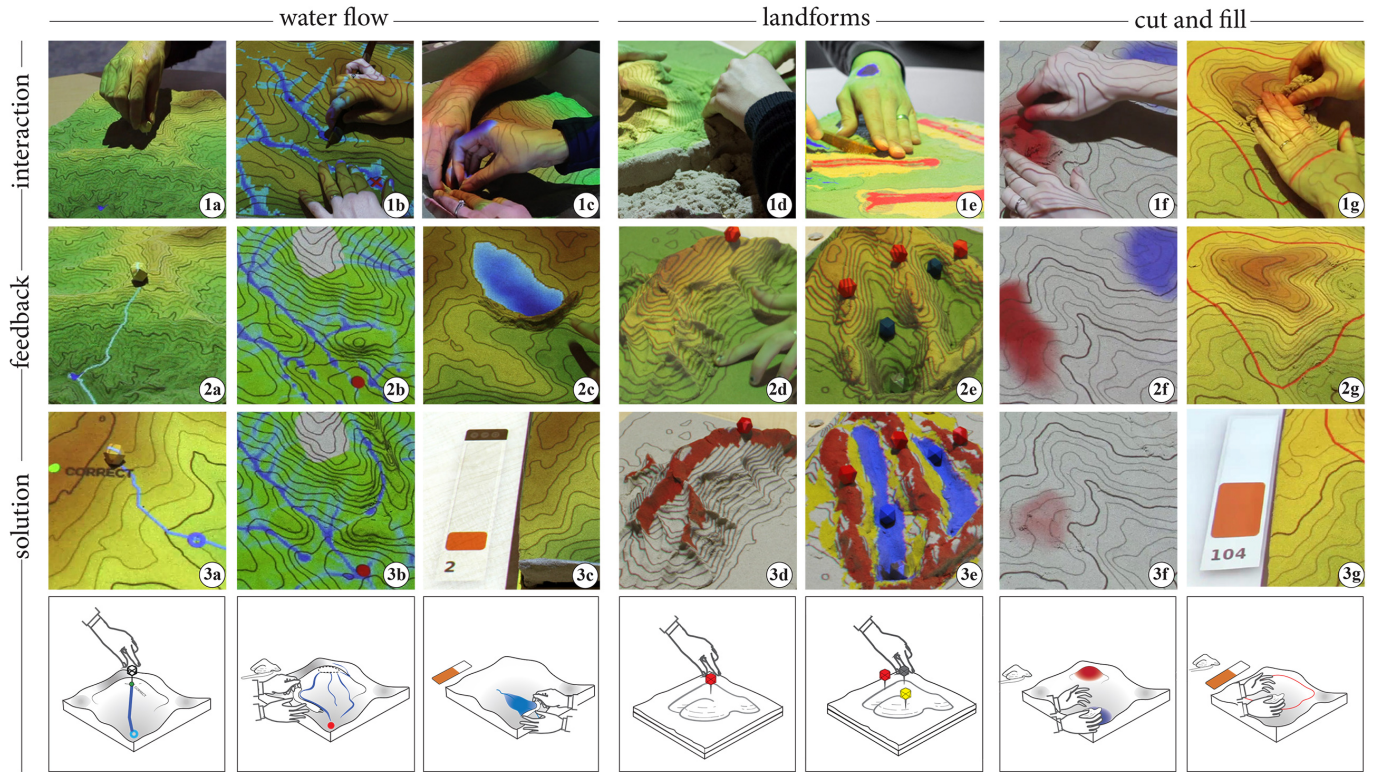 water flow
landforms
cut and fill
interaction
1a
1b
1c
1d
1e
1f
1g
feedback
2a
2b
2c
2d
2e
2f
2g
solution
CORRECT
3a
3b
2
3c
3d
3e
3f
104
3g
CORRECT